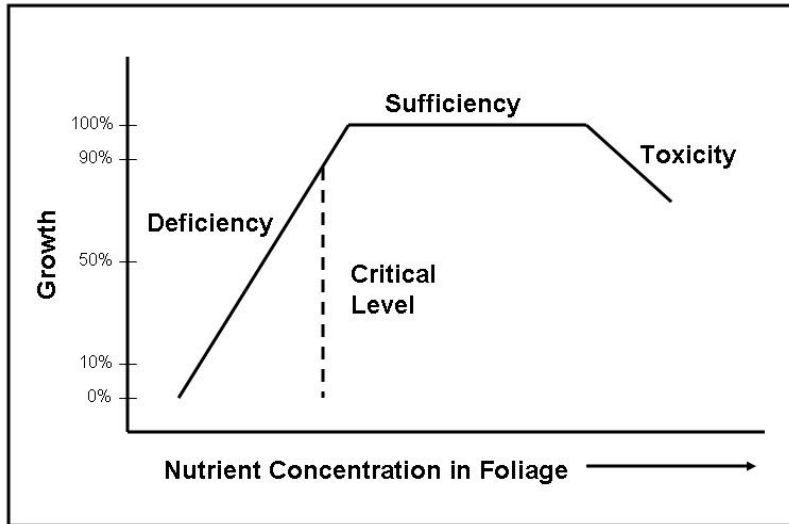 Sufficiency
100%
90%
Toxicity
Deficiency
50%
Critical
Level
10%
0%
Growth
Nutrient Concentration in Foliage